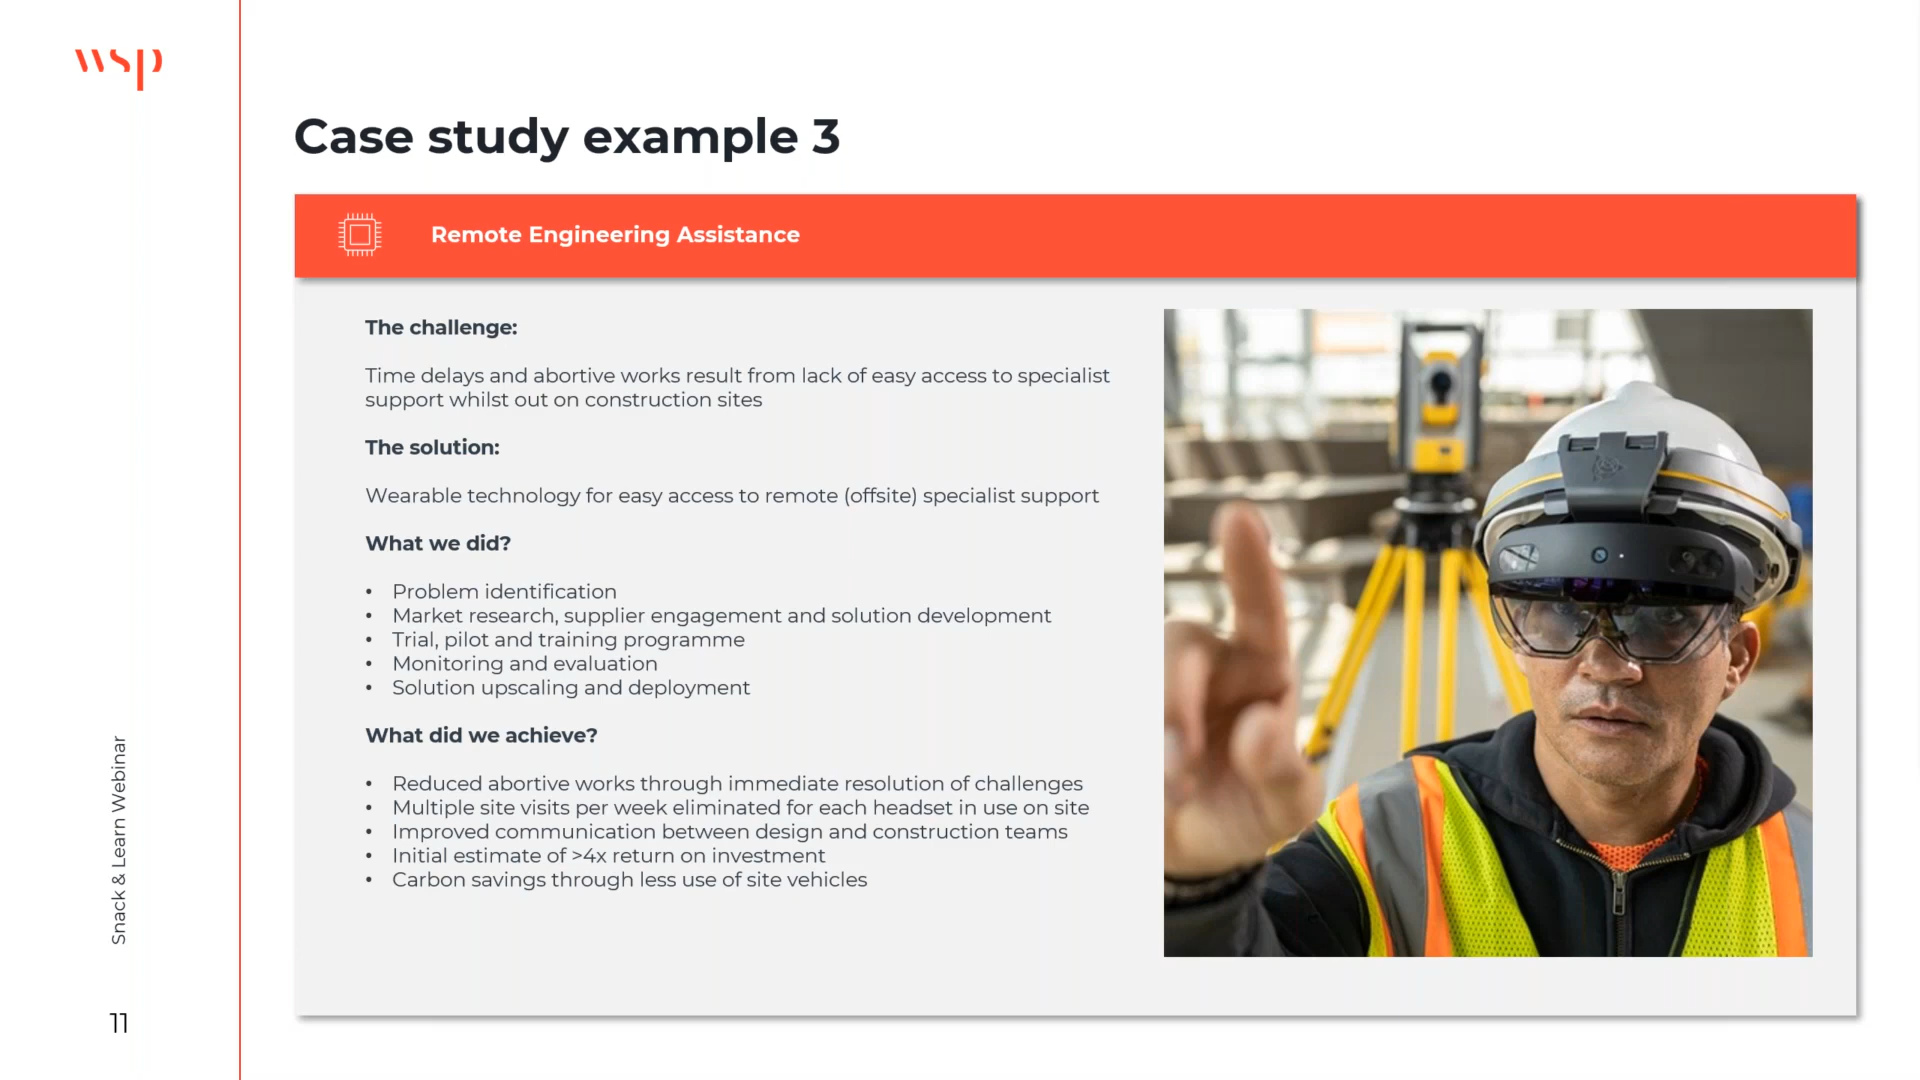 wsp
Case study example 3
Remote Engineering Assistance
The challenge:
Time delays and abortive works result from lack of easy access to specialist
support whilst out on construction sites
The solution:
Wearable technology for easy access to remote (offsite) specialist support
What we did?
• Problem identification
• Market research, supplier engagement and solution development
• Trial, pilot and training programme
• Monitoring and evaluation
• Solution upscaling and deployment
What did we achieve?
• Reduced abortive works through immediate resolution of challenges
• Multiple site visits per week eliminated for each headset in use on site
• Improved communication between design and construction teams
• Initial estimate of >4x return on investment
• Carbon savings through less use of site vehicles
Snack & Learn Webinar
11